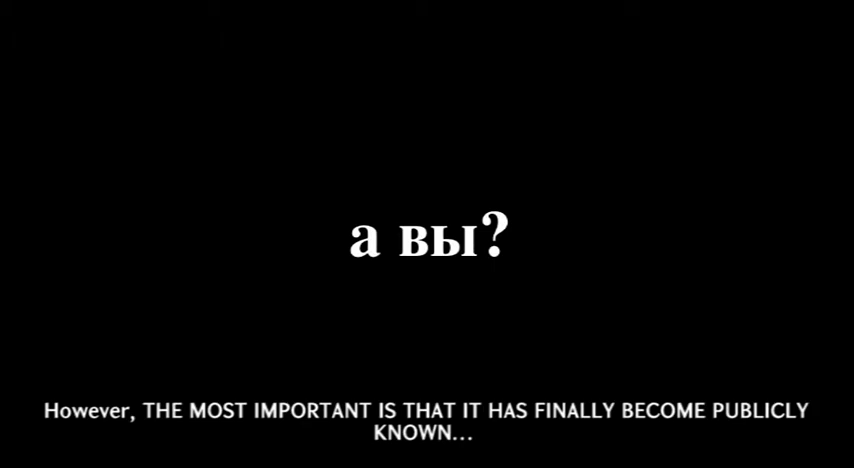 а вы?
However, THE MOST IMPORTANT IS THAT IT HAS FINALLY BECOME PUBLICLY
KNOWN...